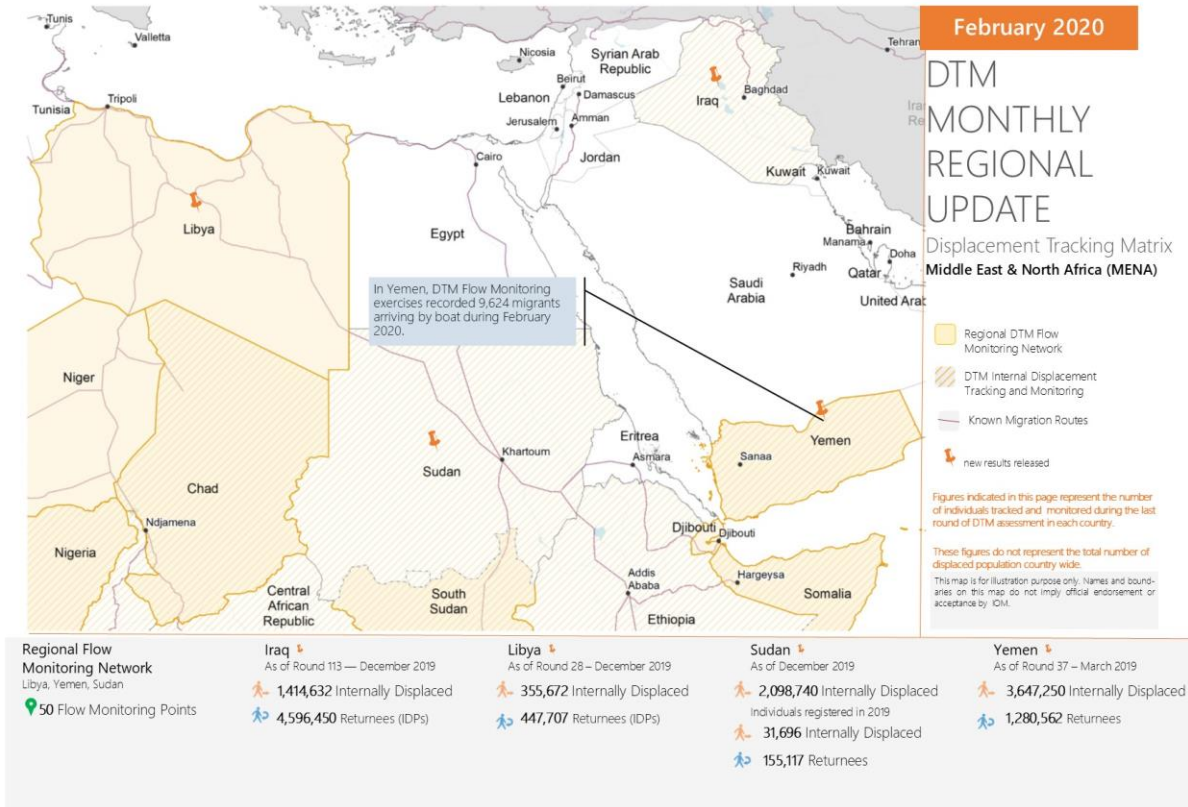 February 2020
DTM
MONTHLY
REGIONAL
UPDATE
Displacement Tracking Matrix
Middle East & North Africa (MENA)
Regional DTM Flow
Monitoring Network
DTM Internal Displacement
Tracking and Monitoring
Known Migration Routes
new results released
Figures indicated in this page represent the number
of individuals tracked and monitored during the last
round of DTM assessment in each country.
These figures do not represent the total number of
displaced population country wide.
This map is for illustration purpose only. Names and bound-
aries on this map do not imply official endorsement or
acceptance by IOM.
Tunis
Valletta
Tunisia
Tripoli
Libya
Nicosia
Syrian Arab
Republic
Beirut
Lebanon
Damascus
Jerusalem
Amman
Jordan
Cairo
Egypt
Iraq
Baghdad
Tehran
Kuwait
Kuwait
Bahrain
Manama
Doha
Qatar
Riyadh
Saudi
Arabia
United Arab
In Yemen, DTM Flow Monitoring
exercises recorded 9,624 migrants
arriving by boat during February
2020.
Niger
Chad
Ndjamena
Nigeria
Sudan
Khartoum
Eritrea
Asmara
Yemen
Sanaa
Djibouti
Djibouti
Hargeysa
Somalia
Addis
Ababa
Ethiopia
South
Sudan
Central
African
Republic
Regional Flow
Monitoring Network
Libya, Yemen, Sudan
50 Flow Monitoring Points
Iraq
As of Round 113 — December 2019
1,414,632 Internally Displaced
4,596,450 Returnees (IDPs)
Libya
As of Round 28 – December 2019
355,672 Internally Displaced
447,707 Returnees (IDPs)
Sudan
As of December 2019
2,098,740 Internally Displaced
Individuals registered in 2019
31,696 Internally Displaced
155,117 Returnees
Yemen
As of Round 37 – March 2019
3,647,250 Internally Displaced
1,280,562 Returnees